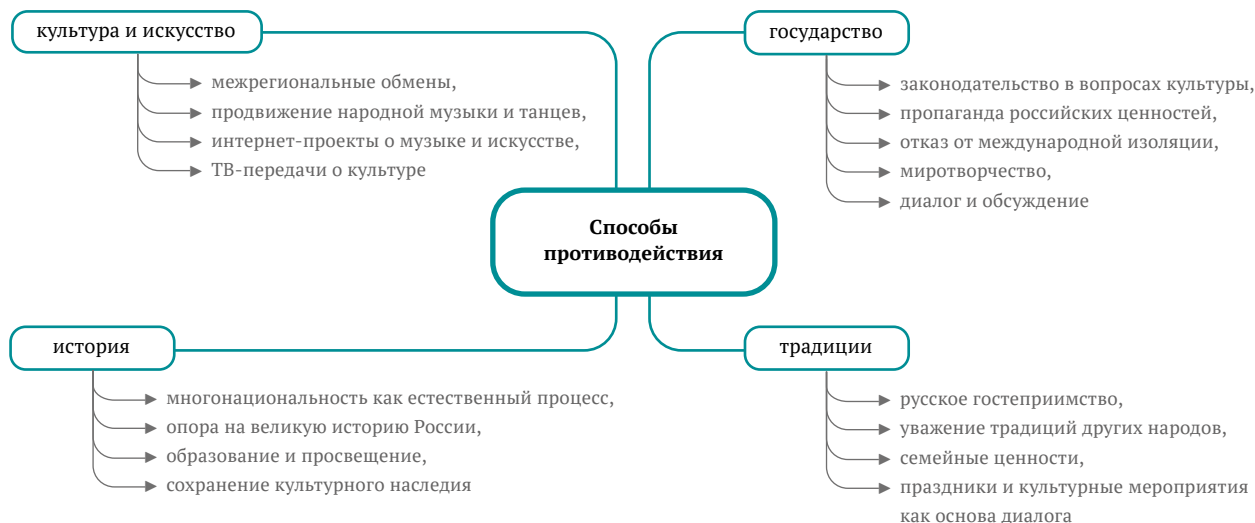 культура и искусство
межрегиональные обмены,
продвижение народной музыки и танцев,
интернет-проекты о музыке и искусстве,
ТВ-передачи о культуре
государство
законодательство в вопросах культуры,
пропаганда российских ценностей,
отказ от международной изоляции,
миротворчество,
диалог и обсуждение
Способы
противодействия
история
многонациональность как естественный процесс,
опора на великую историю России,
образование и просвещение,
сохранение культурного наследия
традиции
русское гостеприимство,
уважение традиций других народов,
семейные ценности,
праздники и культурные мероприятия
как основа диалога